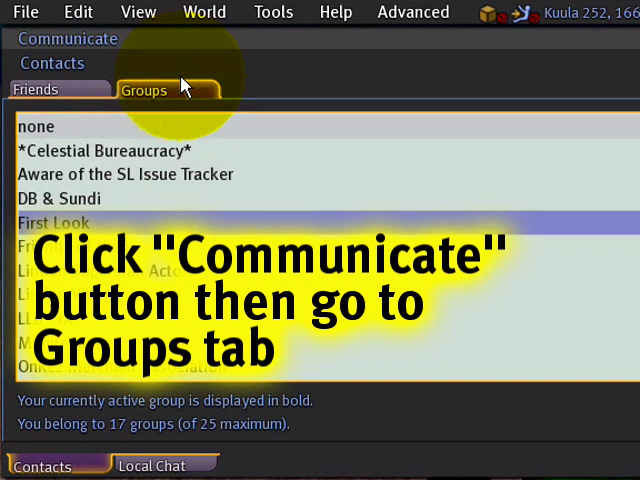 File Edit View World Tools Help Advanced Kuula 252, 166
Communicate
Contacts
Friends Groups
none
*Celestial Bureaucracy*
Aware of the SL Issue Tracker
DB & Sundi
First Look
Click "Communicate"
button then go to
Groups tab
Your currently active group is displayed in bold.
You belong to 17 groups (of 25 maximum).
Contacts Local Chat